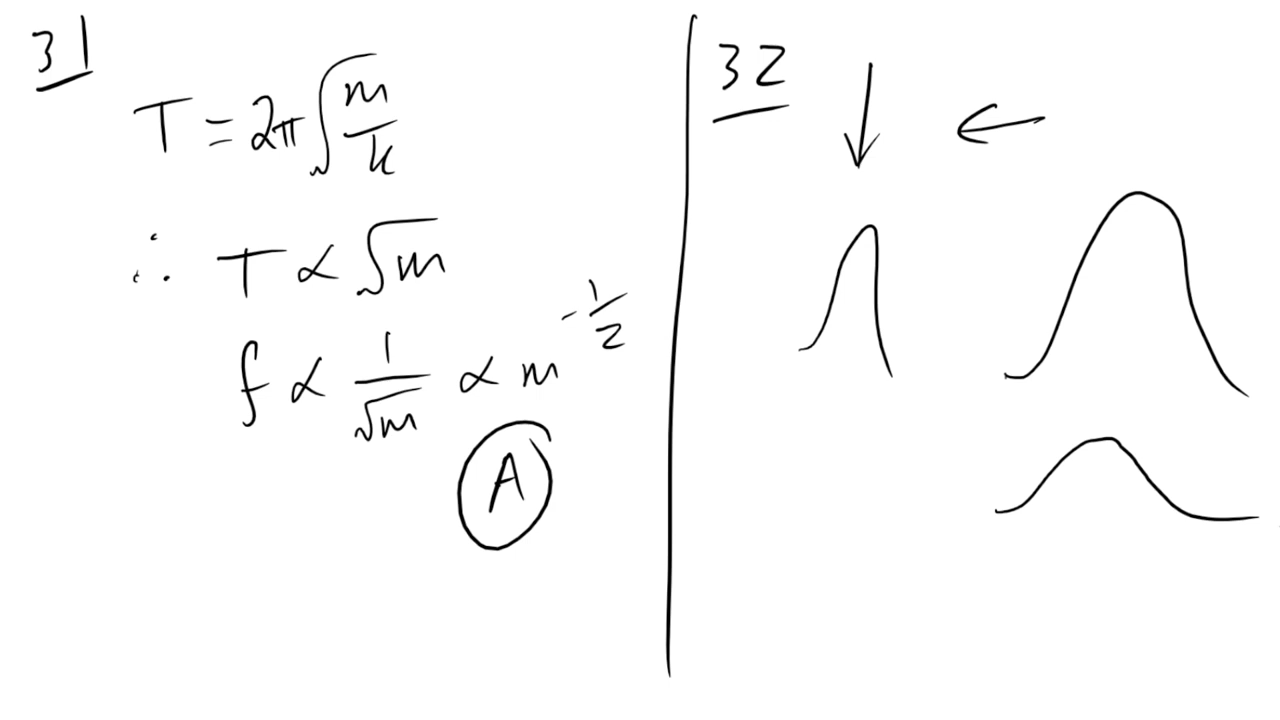 31
T = 2π√(m/k)
∴ T ∝ √m
f ∝ 1/√m ∝ m^(-1/2)
A
32